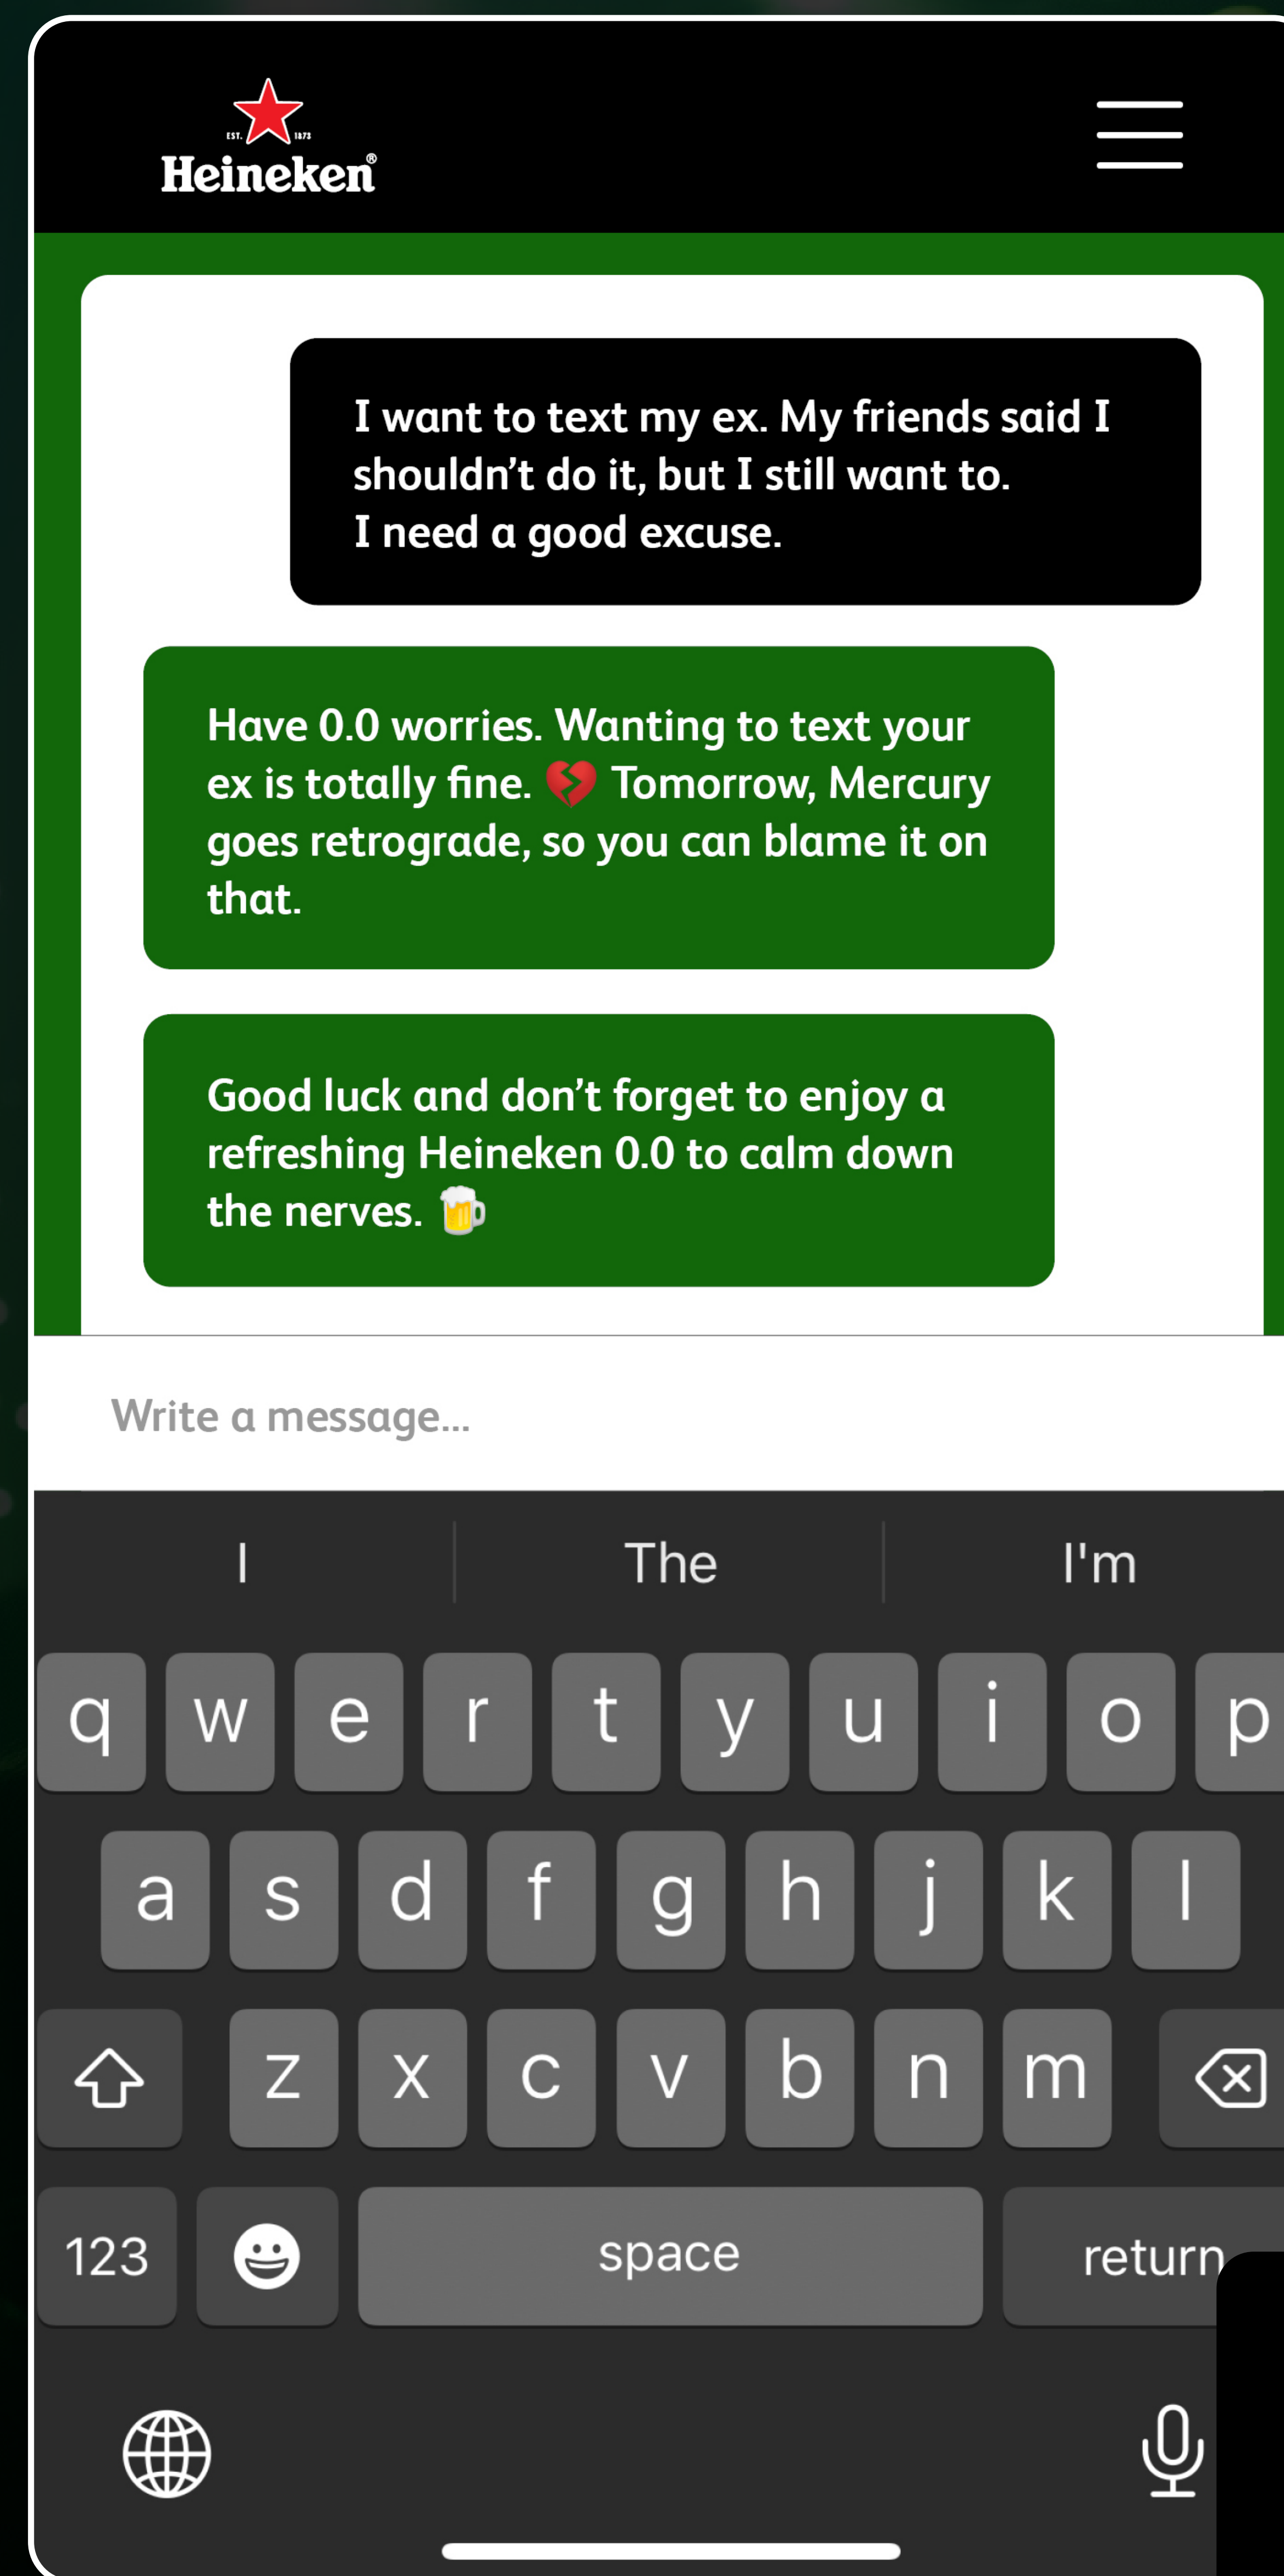 EST. 1873
Heineken®
I want to text my ex. My friends said I
shouldn’t do it, but I still want to.
I need a good excuse.
Have 0.0 worries. Wanting to text your
ex is totally fine. 💔 Tomorrow, Mercury
goes retrograde, so you can blame it on
that.
Good luck and don’t forget to enjoy a
refreshing Heineken 0.0 to calm down
the nerves. 🍺
Write a message...
I The I'm
q w e r t y u i o p
a s d f g h j k l
z x c v b n m
123 space return